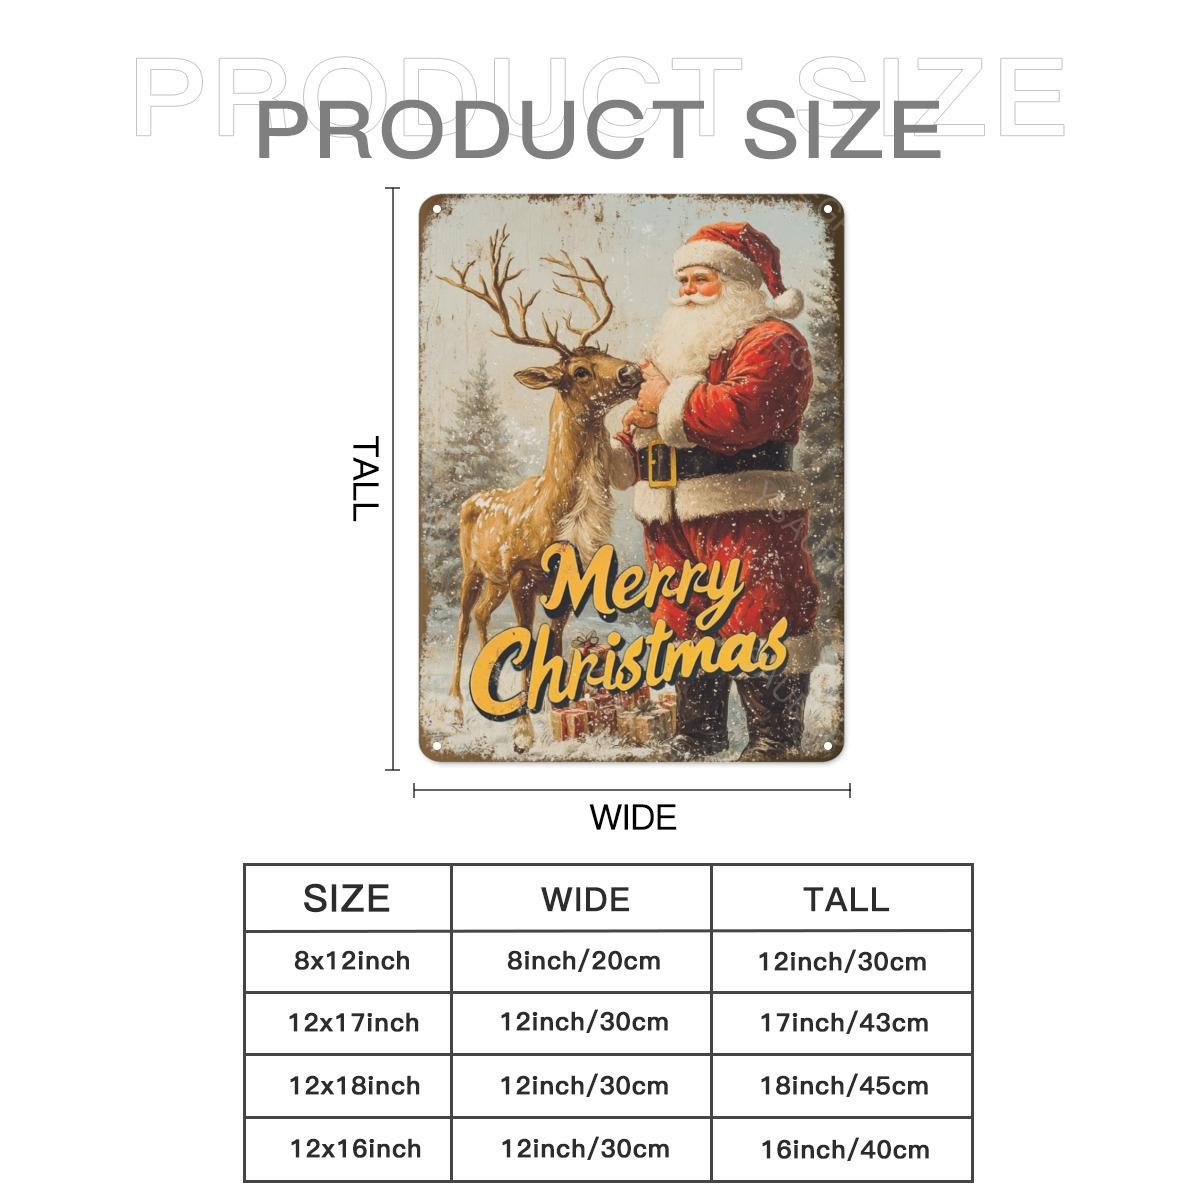 PRODUCT SIZE
PRODUCT SIZE
TALL
Merry
Christmas
WIDE
SIZE WIDE TALL
8x12inch 8inch/20cm 12inch/30cm
12x17inch 12inch/30cm 17inch/43cm
12x18inch 12inch/30cm 18inch/45cm
12x16inch 12inch/30cm 16inch/40cm